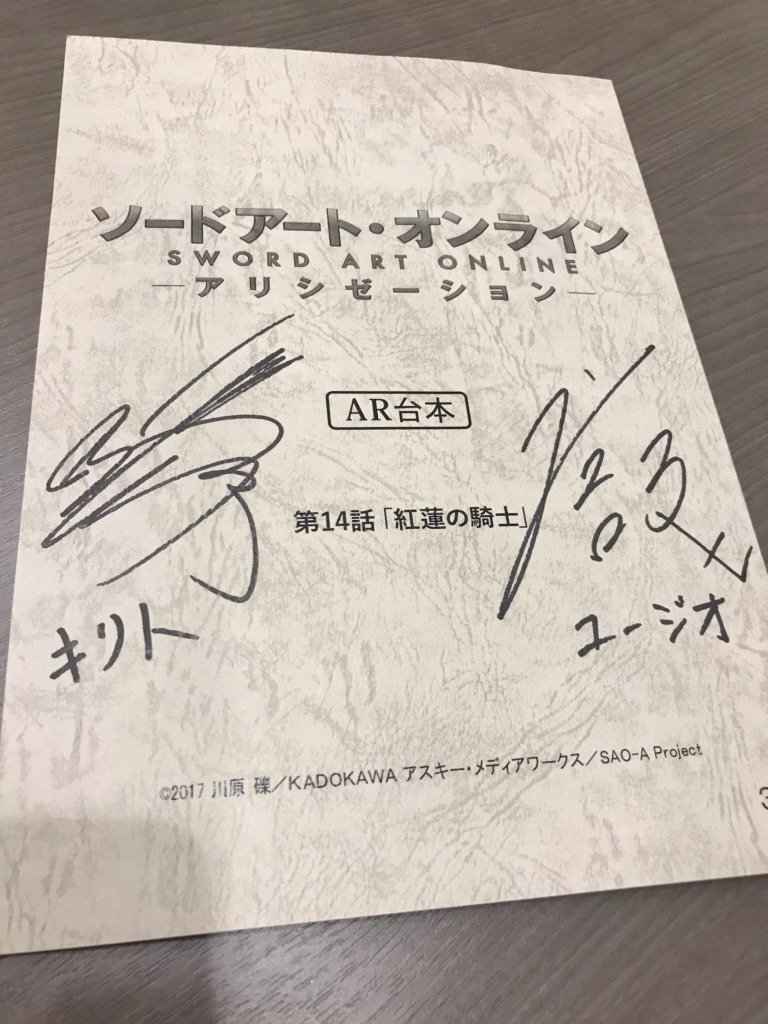 ソードアート・オンライン
SWORD ART ONLINE
アリシゼーション
AR台本
第14話「紅蓮の騎士」
キリト
ユージオ
©2017 川原 礫/KADOKAWA アスキー・メディアワークス/SAO-A Project
3